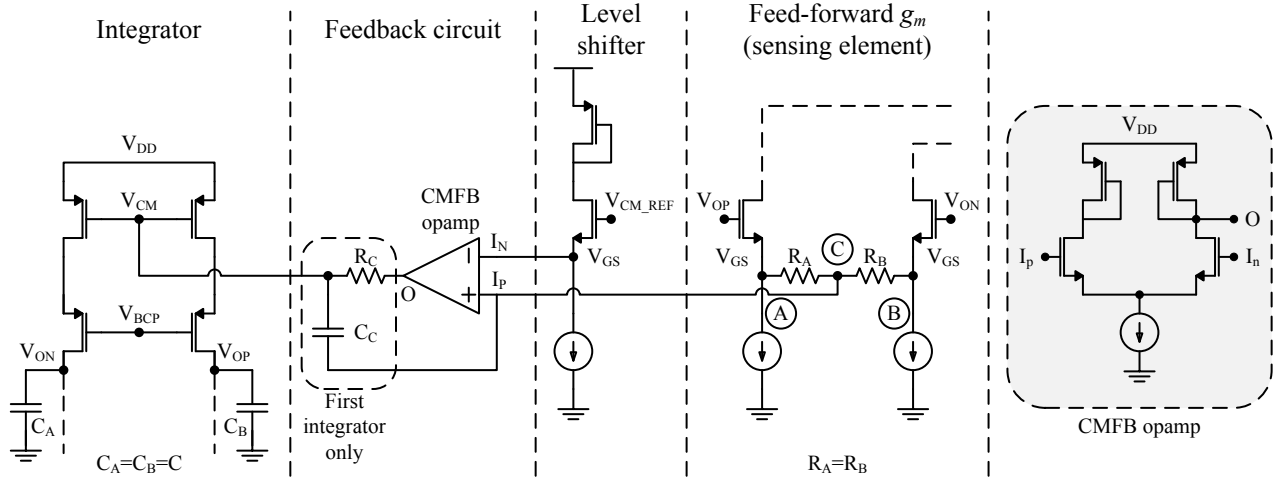 Integrator
Feedback circuit
Level
shifter
Feed-forward gm
(sensing element)
VDD
VCM
VBCP
VON
VOP
CA
CB
CA=CB=C
CMFB
opamp
RC
O
IN
IP
CC
First
integrator
only
VCM_REF
VGS
VOP
VGS
RA
C
RB
VON
VGS
A
B
RA=RB
VDD
O
Ip
In
CMFB opamp